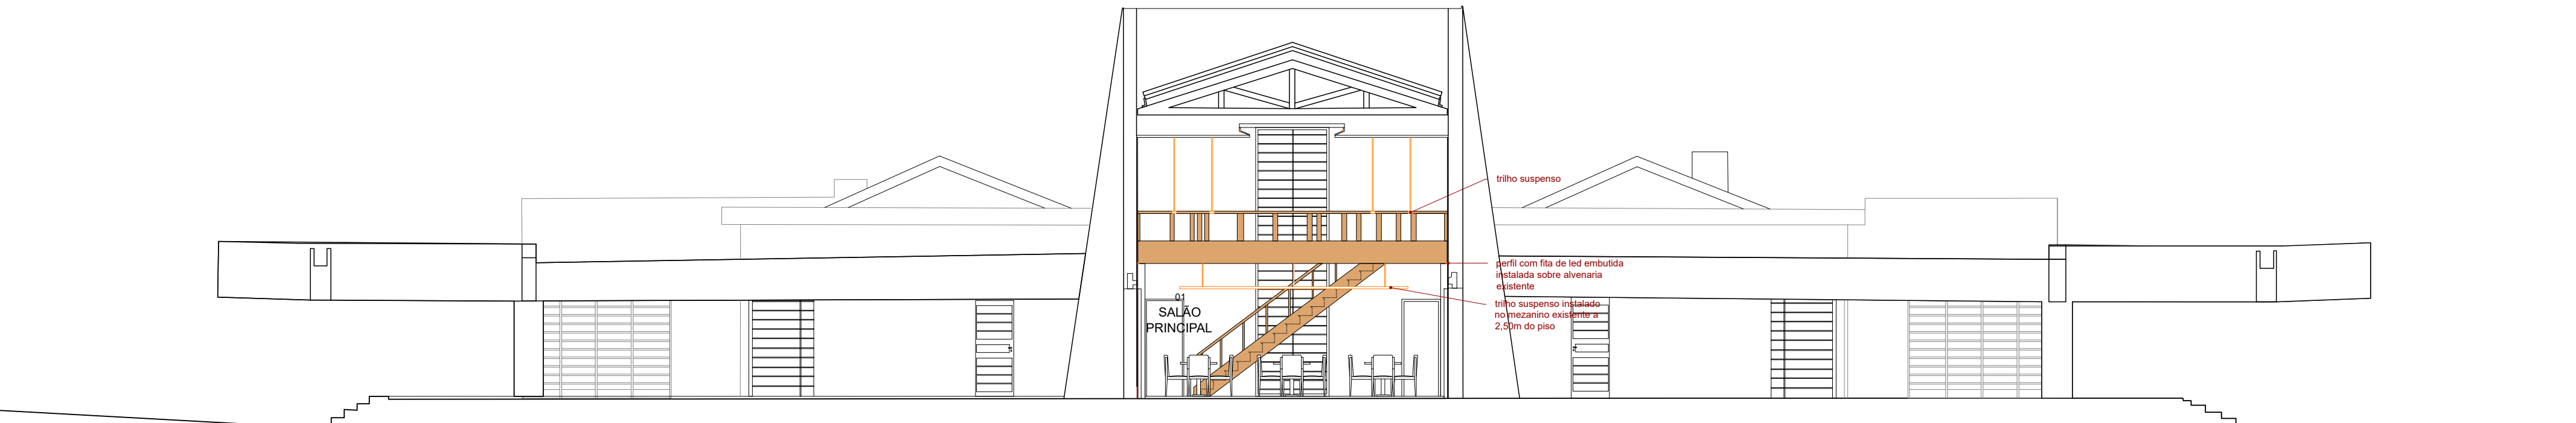 trilho suspenso
perfil com fita de led embutida
instalada sobre alvenaria
existente
trilho suspenso instalado
no mezanino existente a
2,50m do piso
01
SALÃO
PRINCIPAL